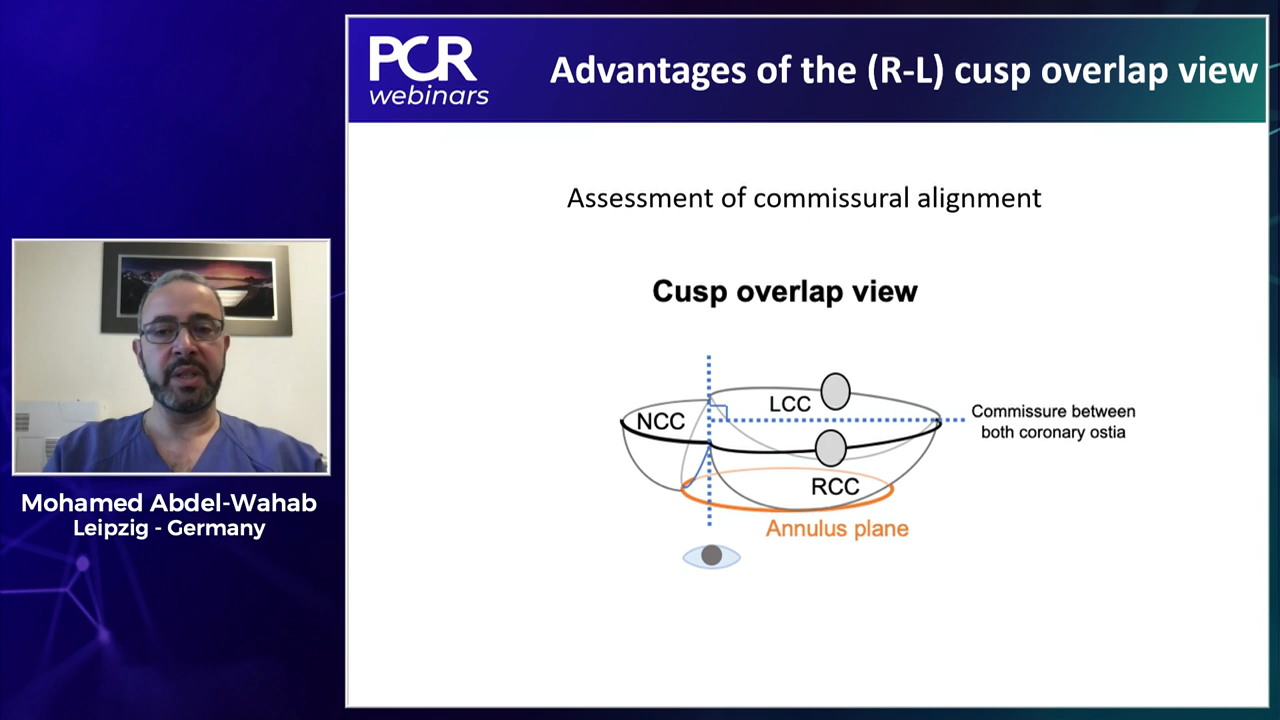 PCR
webinars
Advantages of the (R-L) cusp overlap view
Assessment of commissural alignment
Cusp overlap view
LCC
NCC
Commissure between
both coronary ostia
RCC
Annulus plane
Mohamed Abdel-Wahab
Leipzig - Germany